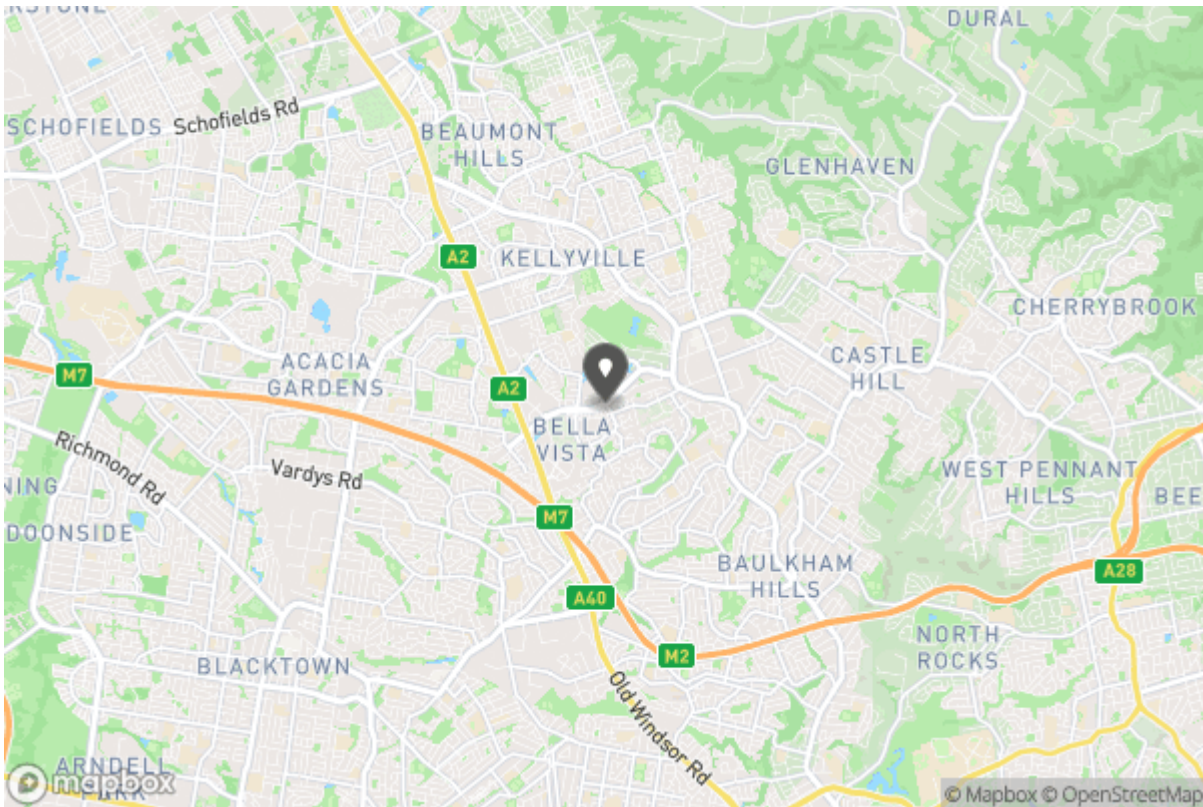 DURAL
Schofields Rd
SCHOFIELDS
BEAUMONT
HILLS
GLENHAVEN
A2
KELLYVILLE
CHERRYBROOK
ACACIA
GARDENS
CASTLE
HILL
M7
A2
BELLA
VISTA
Richmond Rd
Vardys Rd
WEST PENNANT
HILLS
NING
BEE
DOONSIDE
M7
BAULKHAM
HILLS
A28
A40
NORTH
ROCKS
BLACKTOWN
M2
Old Windsor Rd
ARNDELL
PARK
mapbox
© Mapbox © OpenStreetMap